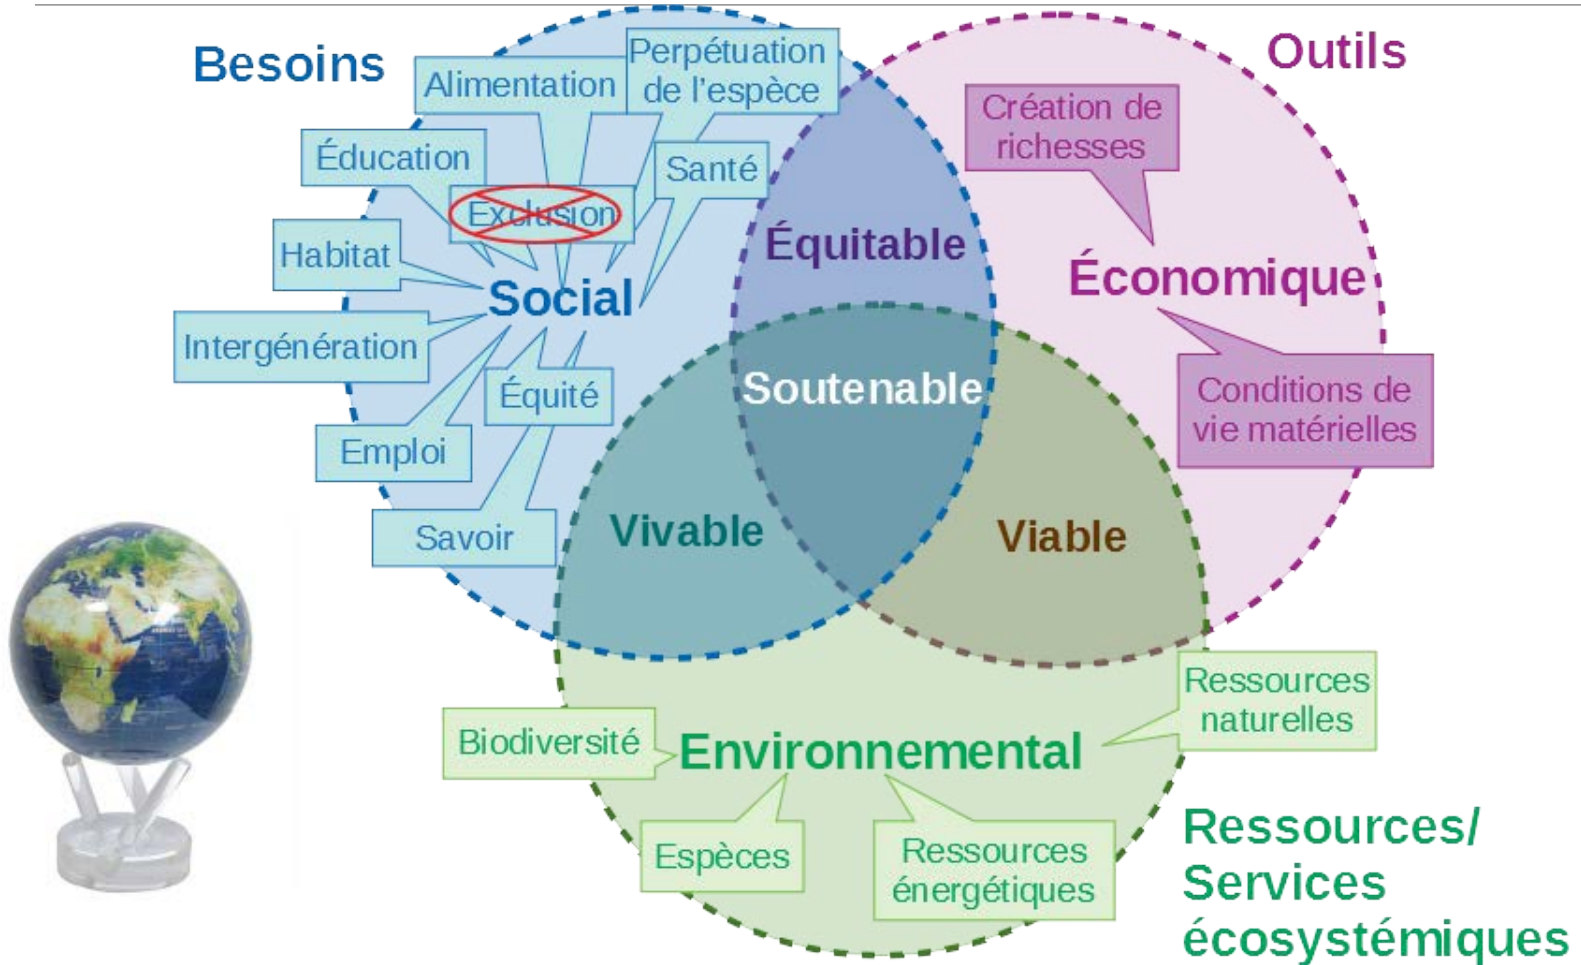 Besoins
Outils
Alimentation
Perpétuation
de l'espèce
Éducation
Santé
Exclusion
Habitat
Social
Intergénération
Équité
Emploi
Savoir
Création de
richesses
Équitable
Économique
Soutenable
Conditions de
vie matérielles
Vivable
Viable
Ressources
naturelles
Biodiversité
Environnemental
Espèces
Ressources
énergétiques
Ressources/
Services
écosystémiques